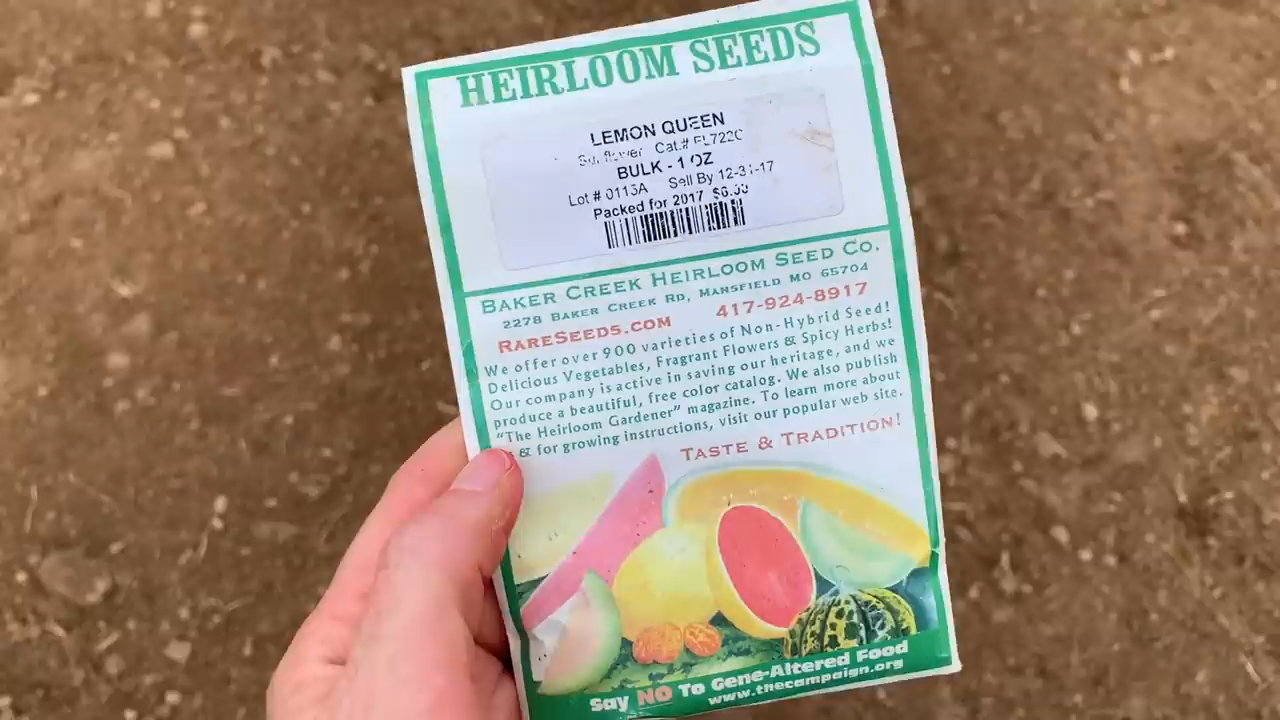 HEIRLOOM SEEDS
LEMON QUEEN
Cat.#
BULK - 1 OZ
Lot # 0113A Sell By 12-31-17
Packed for 2017
BAKER CREEK HEIRLOOM SEED CO.
2278 BAKER CREEK RD, MANSFIELD MO 65704
RARESEEDS.COM 417-924-8917
We offer over 900 varieties of Non-Hybrid Seed!
Delicious Vegetables, Fragrant Flowers & Spicy Herbs!
Our company is active in saving our heritage, and we
produce a beautiful, free color catalog. We also publish
"The Heirloom Gardener" magazine. To learn more about
& for growing instructions, visit our popular web site.
TASTE & TRADITION!
Say NO To Gene-Altered Food
www.thecampaign.org